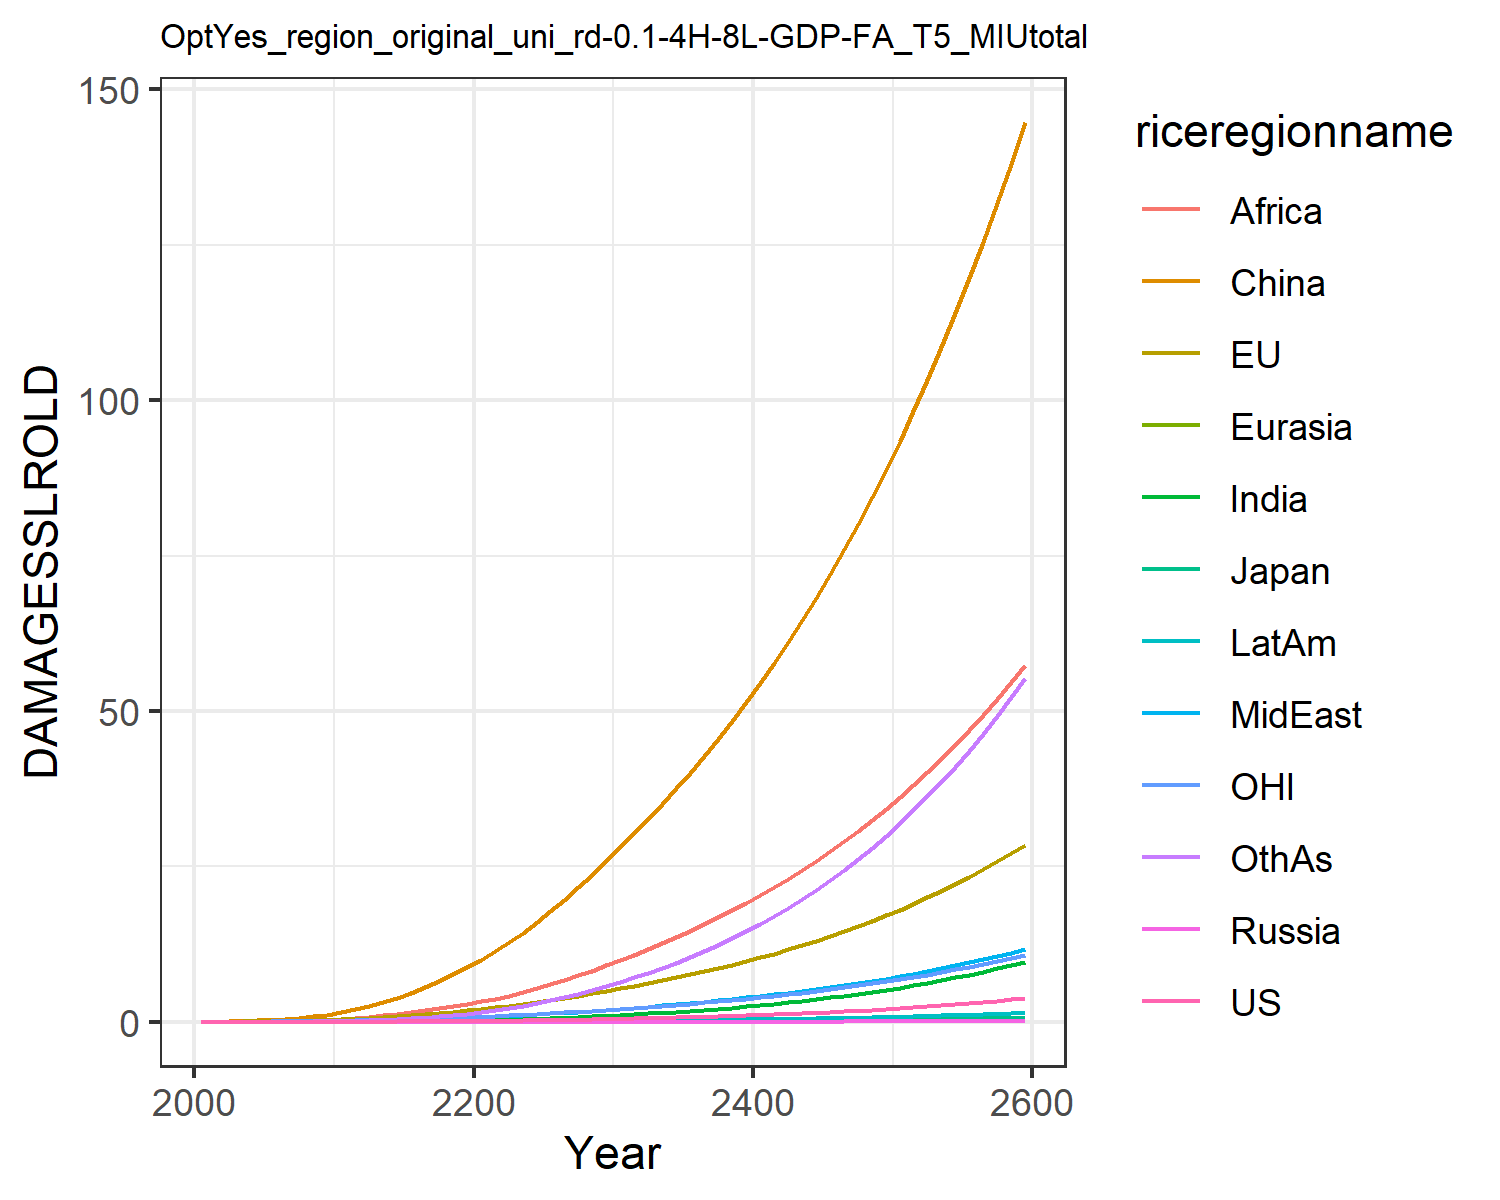 OptYes_region_original_uni_rd-0.1-4H-8L-GDP-FA_T5_MIUtotal
150
100
50
0
DAMAGESSLROLD
2000
2200
2400
2600
Year
riceregionname
Africa
China
EU
Eurasia
India
Japan
LatAm
MidEast
OHI
OthAs
Russia
US